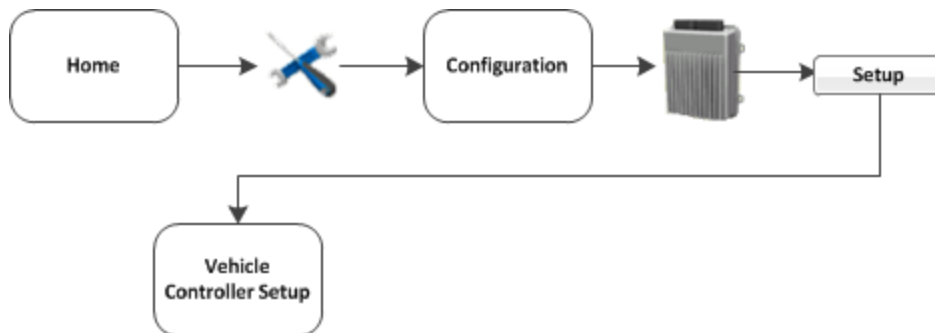 Home
Configuration
Setup
Vehicle
Controller Setup